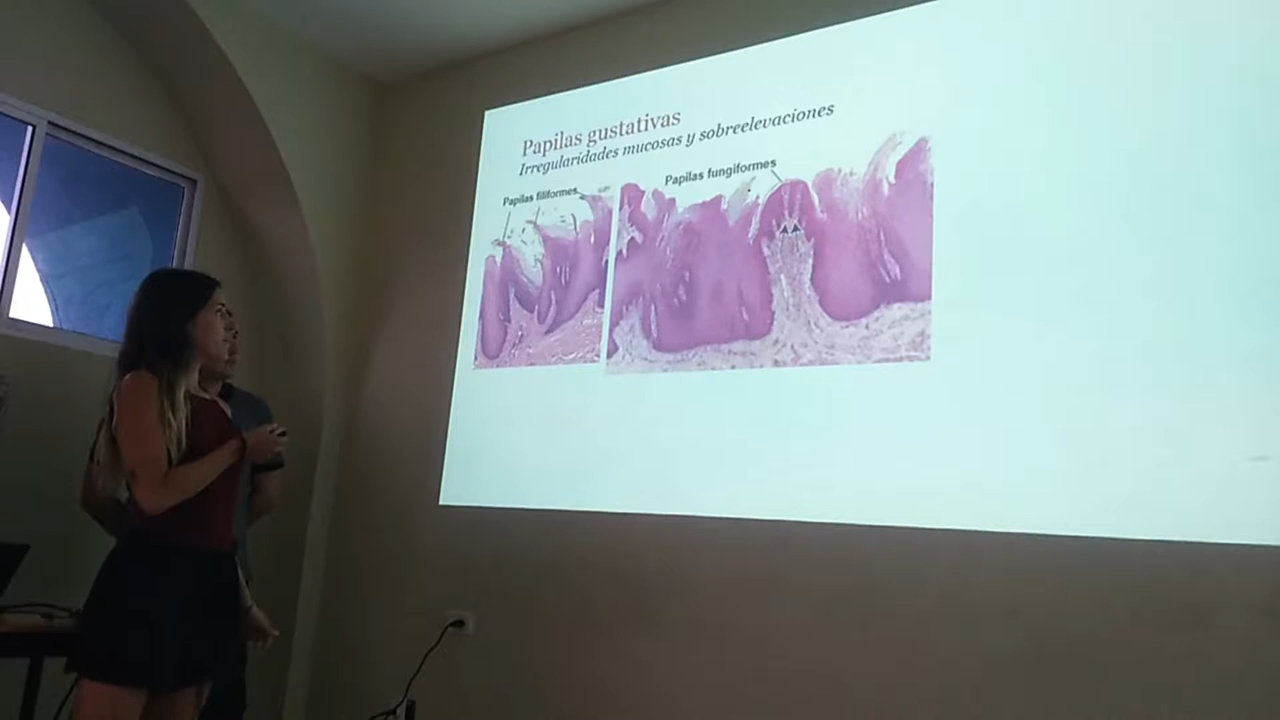 Papilas gustativas
Irregularidades mucosas y sobreelevaciones
Papilas filiformes
Papilas fungiformes